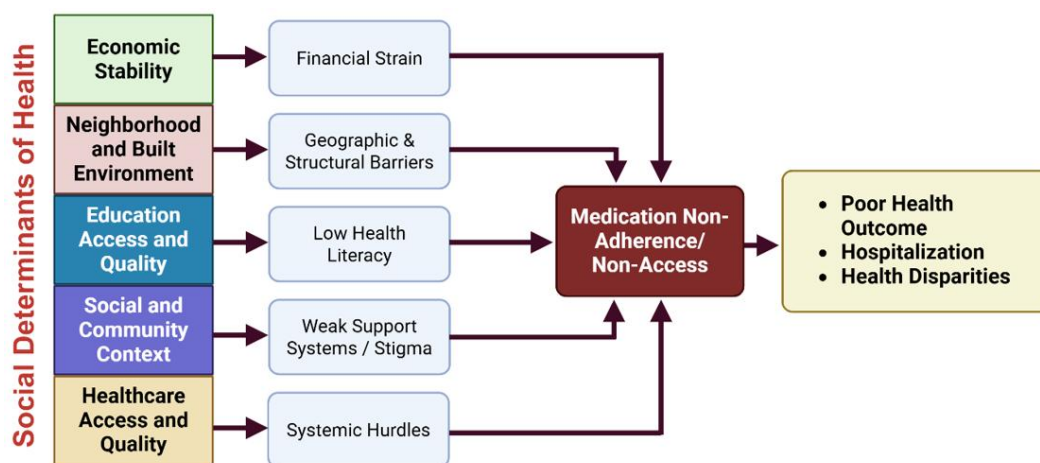 Social Determinants of Health
Economic
Stability
Financial Strain
Neighborhood
and Built
Environment
Geographic &
Structural Barriers
Education
Access and
Quality
Low Health
Literacy
Social and
Community
Context
Weak Support
Systems / Stigma
Healthcare
Access and
Quality
Systemic Hurdles
Medication Non-
Adherence/
Non-Access
• Poor Health
Outcome
• Hospitalization
• Health Disparities